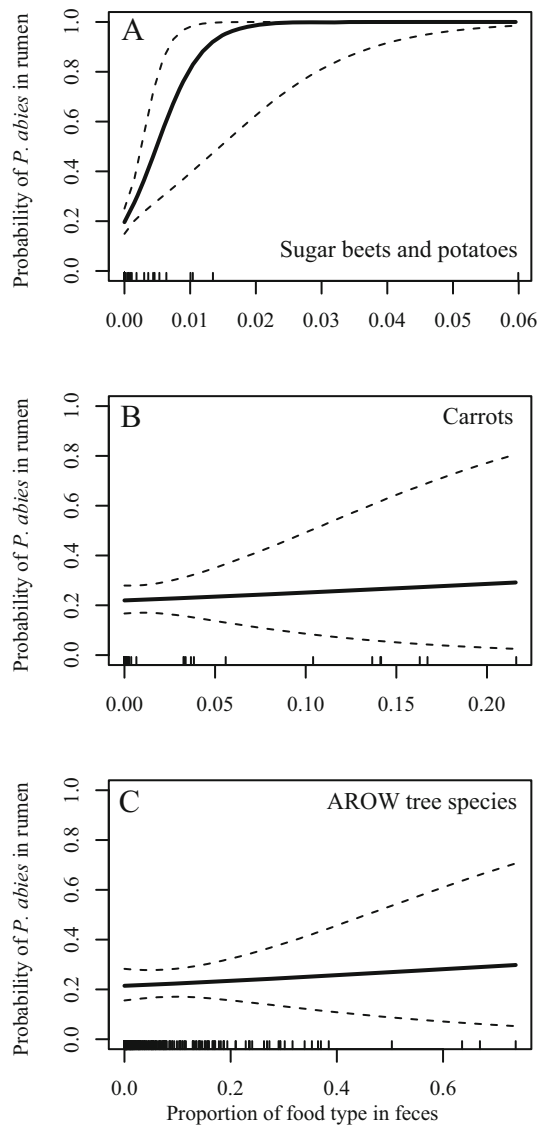 A
Probability of P. abies in rumen
1.0
0.8
0.6
0.4
0.2
0.0
Sugar beets and potatoes
0.00 0.01 0.02 0.03 0.04 0.05 0.06
B
Carrots
Probability of P. abies in rumen
1.0
0.8
0.6
0.4
0.2
0.0
0.00 0.05 0.10 0.15 0.20
C
AROW tree species
Probability of P. abies in rumen
1.0
0.8
0.6
0.4
0.2
0.0
0.0 0.2 0.4 0.6
Proportion of food type in feces